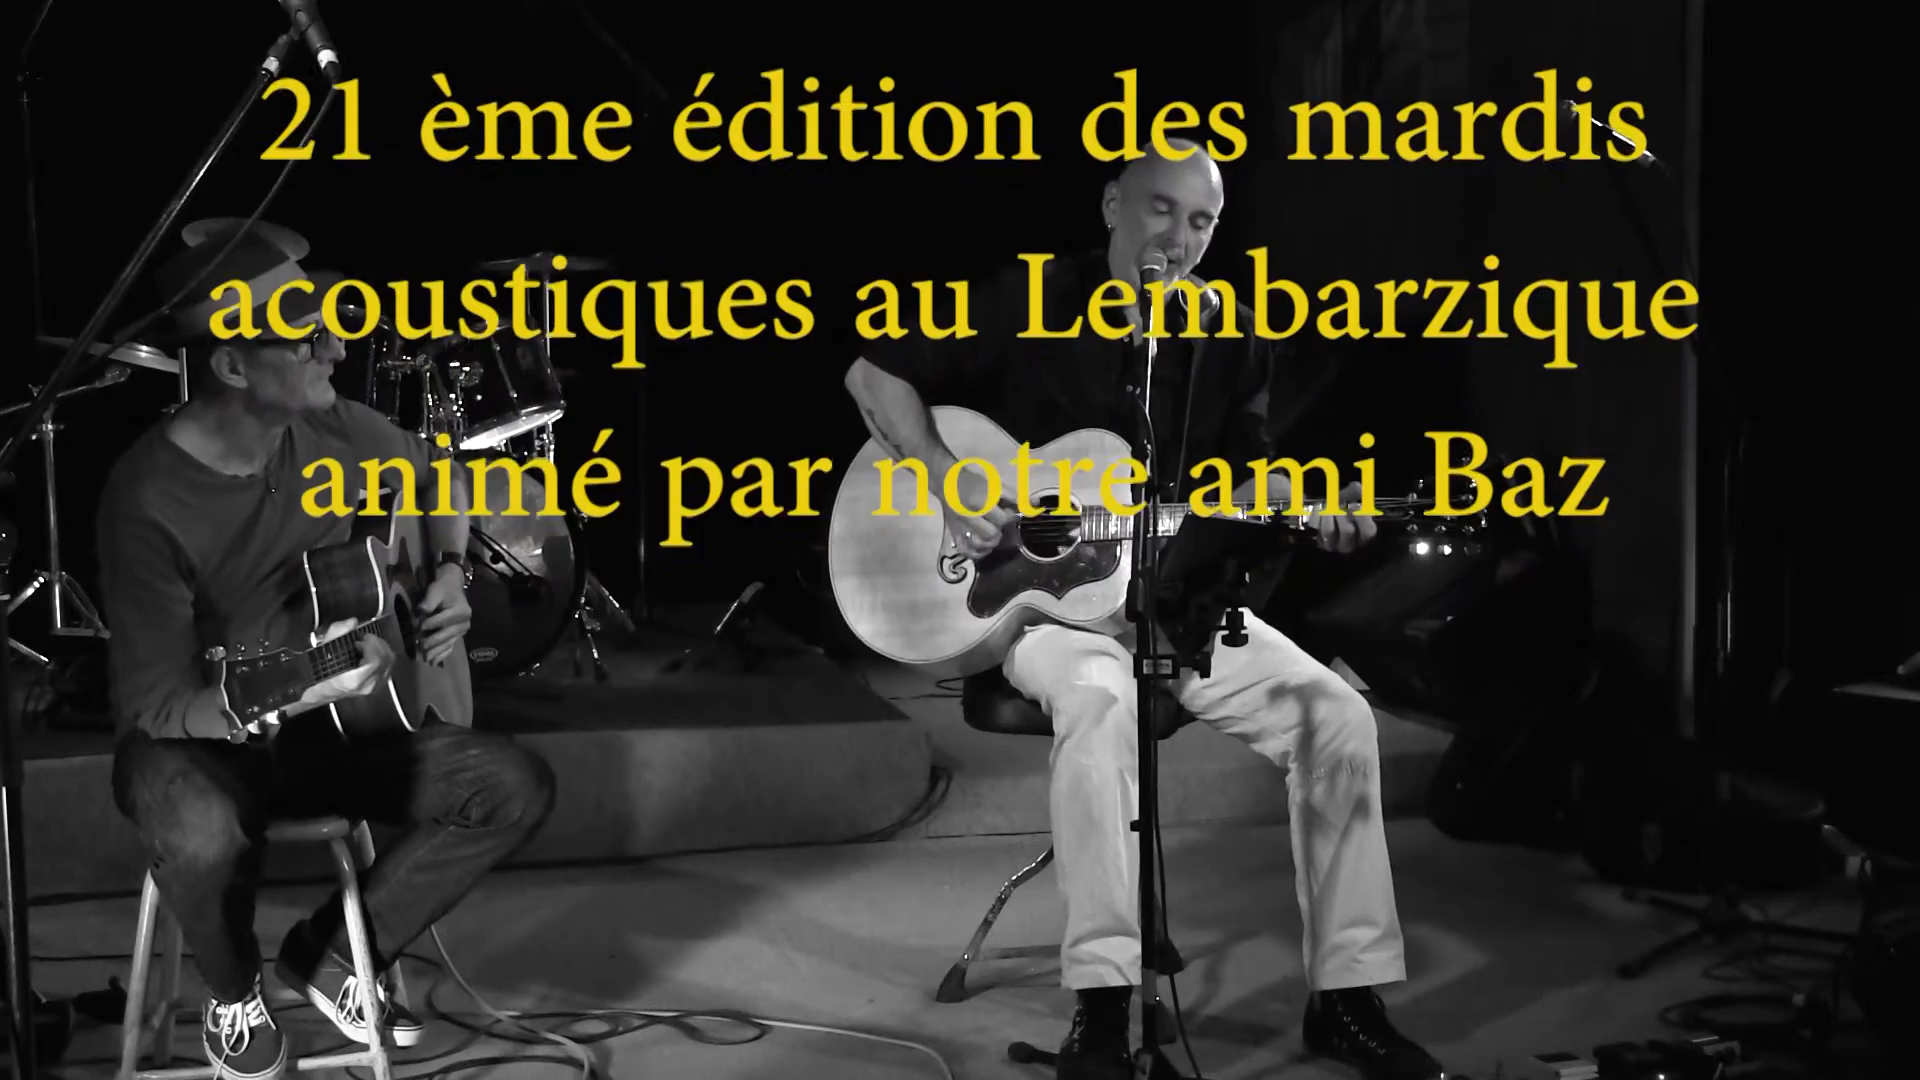 21 ème édition des mardis
acoustiques au Lembarzique
animé par notre ami Baz